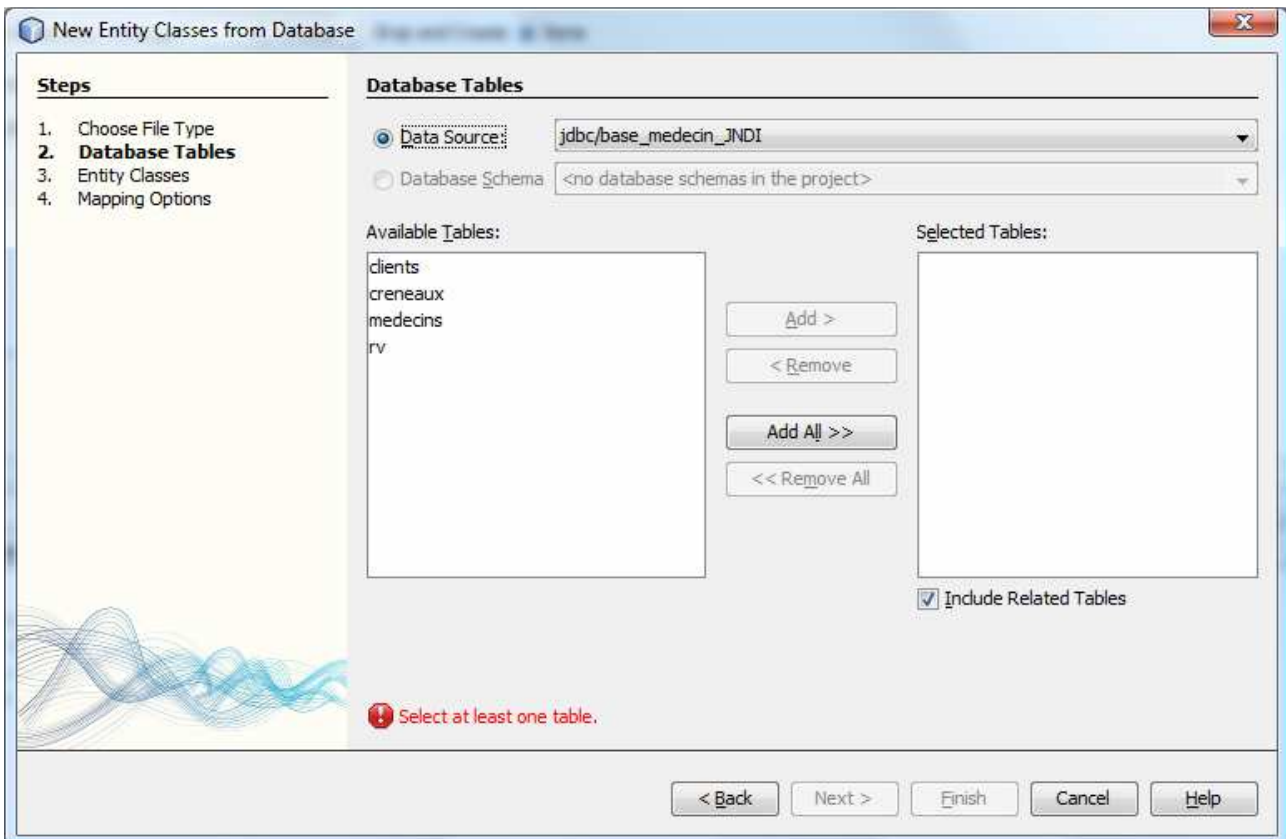 New Entity Classes from Database
Steps
1. Choose File Type
2. Database Tables
3. Entity Classes
4. Mapping Options
Database Tables
Data Source: jdbc/base_medecin_JNDI
Database Schema <no database schemas in the project>
Available Tables:
clients
creneaux
medecins
rv
Add >
< Remove
Add All >>
<< Remove All
Selected Tables:
Include Related Tables
Select at least one table.
< Back Next > Finish Cancel Help